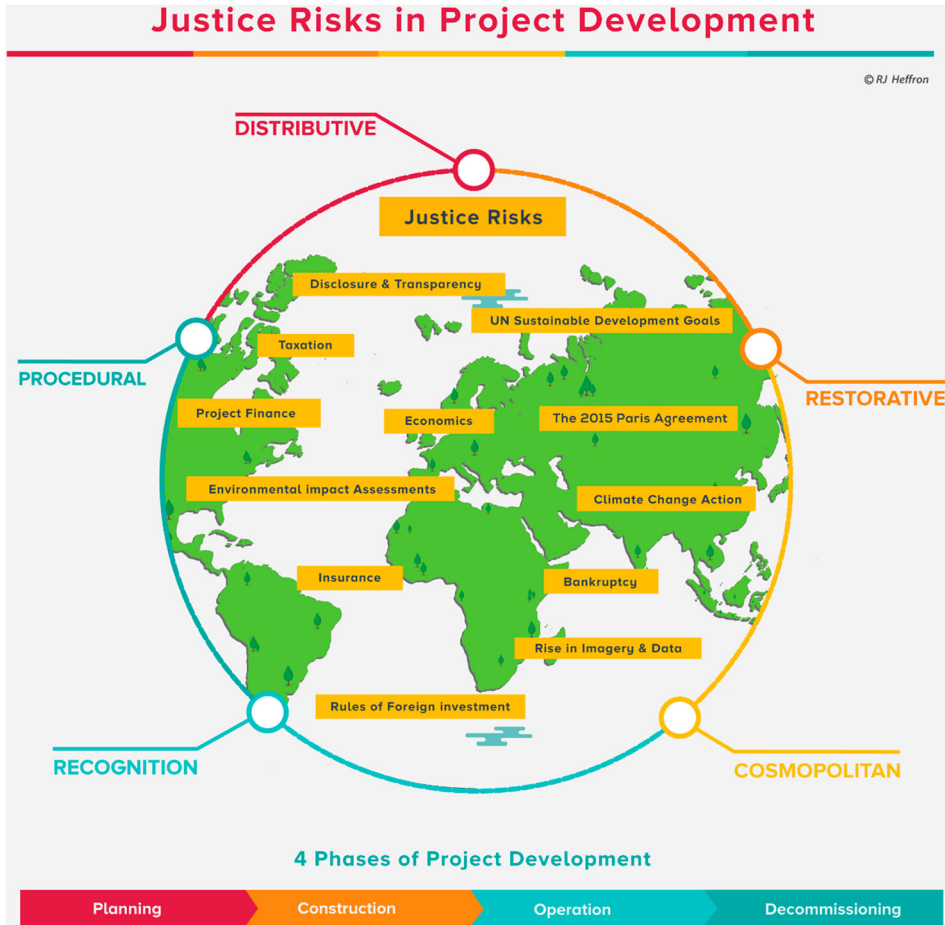 Justice Risks in Project Development
© RJ Heffron
DISTRIBUTIVE
Justice Risks
Disclosure & Transparency
UN Sustainable Development Goals
Taxation
PROCEDURAL
RESTORATIVE
Project Finance
Economics
The 2015 Paris Agreement
Environmental impact Assessments
Climate Change Action
Insurance
Bankruptcy
Rise in Imagery & Data
Rules of Foreign investment
RECOGNITION
COSMOPOLITAN
4 Phases of Project Development
Planning
Construction
Operation
Decommissioning